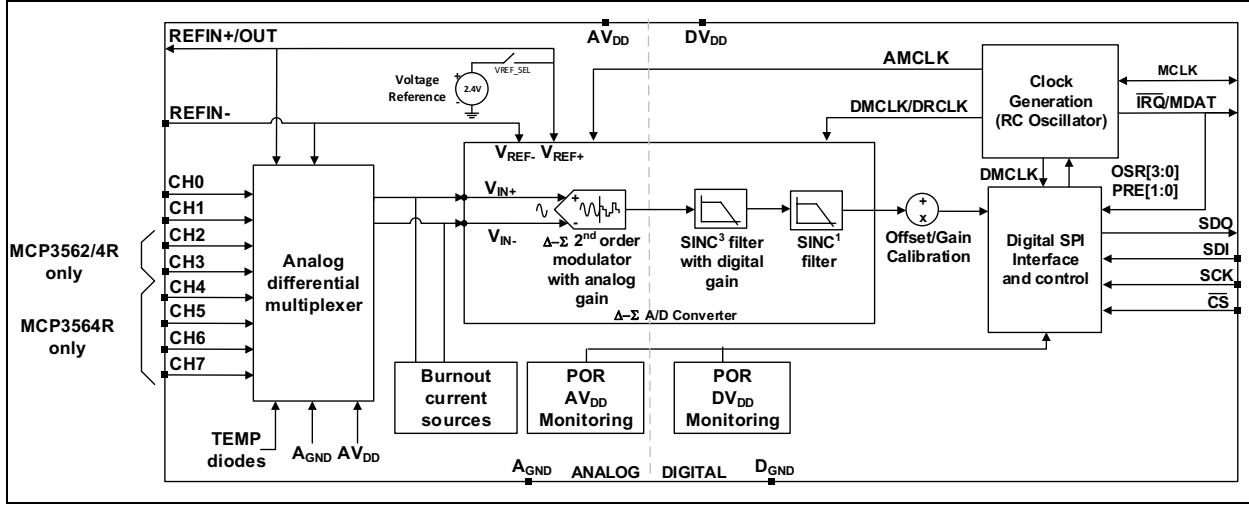 REFIN+/OUT
AVDD
DVDD
Voltage
Reference
2.4V
VREF_SEL
AMCLK
Clock
Generation
(RC Oscillator)
MCLK
IRQ/MDAT
DMCLK/DRCLK
REFIN-
VREF-
VREF+
DMCLK
OSR[3:0]
PRE[1:0]
CH0
CH1
CH2
CH3
CH4
CH5
CH6
CH7
MCP3562/4R
only
MCP3564R
only
Analog
differential
multiplexer
VIN+
VIN-
Δ–Σ 2nd order
modulator
with analog
gain
SINC3 filter
with digital
gain
SINC1
filter
Δ–Σ A/D Converter
+
x
Offset/Gain
Calibration
Digital SPI
Interface
and control
SDO
SDI
SCK
CS
Burnout
current
sources
POR
AVDD
Monitoring
POR
DVDD
Monitoring
TEMP
diodes
AGND
AVDD
AGND
ANALOG
DIGITAL
DGND